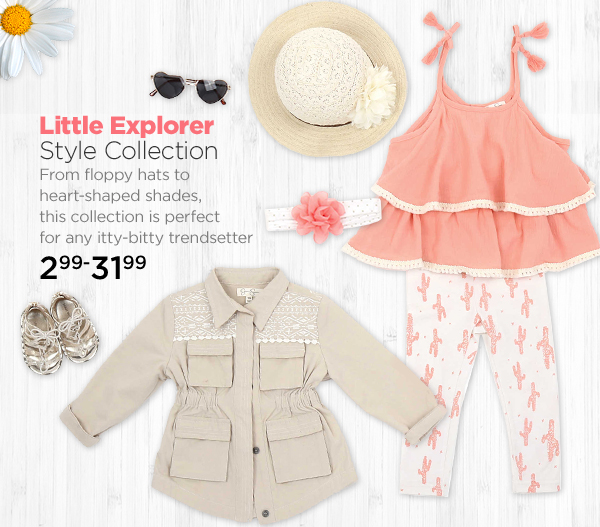 Little Explorer
Style Collection
From floppy hats to
heart-shaped shades,
this collection is perfect
for any itty-bitty trendsetter
2.99-31.99